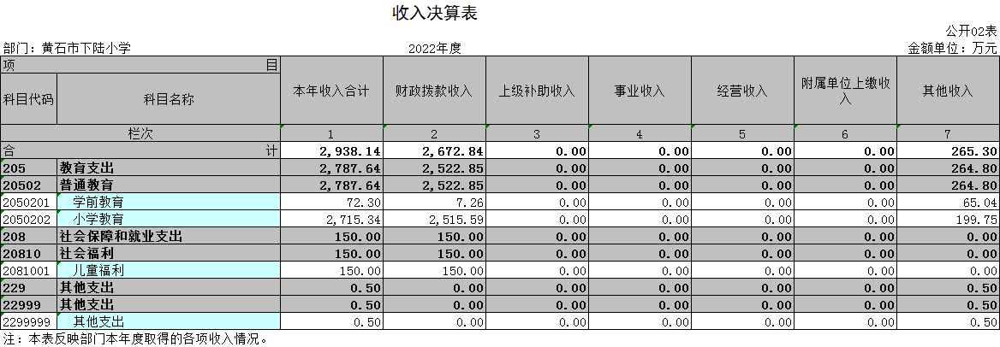 收入决算表
公开02表
部门：黄石市下陆小学 2022年度 金额单位：万元
项 目 本年收入合计 财政拨款收入 上级补助收入 事业收入 经营收入 附属单位上缴收入 其他收入
科目代码 科目名称
栏次 1 2 3 4 5 6 7
合 计 2,938.14 2,672.84 0.00 0.00 0.00 0.00 265.30
205 教育支出 2,787.64 2,522.85 0.00 0.00 0.00 0.00 264.80
20502 普通教育 2,787.64 2,522.85 0.00 0.00 0.00 0.00 264.80
2050201 学前教育 72.30 7.26 0.00 0.00 0.00 0.00 65.04
2050202 小学教育 2,715.34 2,515.59 0.00 0.00 0.00 0.00 199.75
208 社会保障和就业支出 150.00 150.00 0.00 0.00 0.00 0.00 0.00
20810 社会福利 150.00 150.00 0.00 0.00 0.00 0.00 0.00
2081001 儿童福利 150.00 150.00 0.00 0.00 0.00 0.00 0.00
229 其他支出 0.50 0.00 0.00 0.00 0.00 0.00 0.50
22999 其他支出 0.50 0.00 0.00 0.00 0.00 0.00 0.50
2299999 其他支出 0.50 0.00 0.00 0.00 0.00 0.00 0.50
注：本表反映部门本年度取得的各项收入情况。